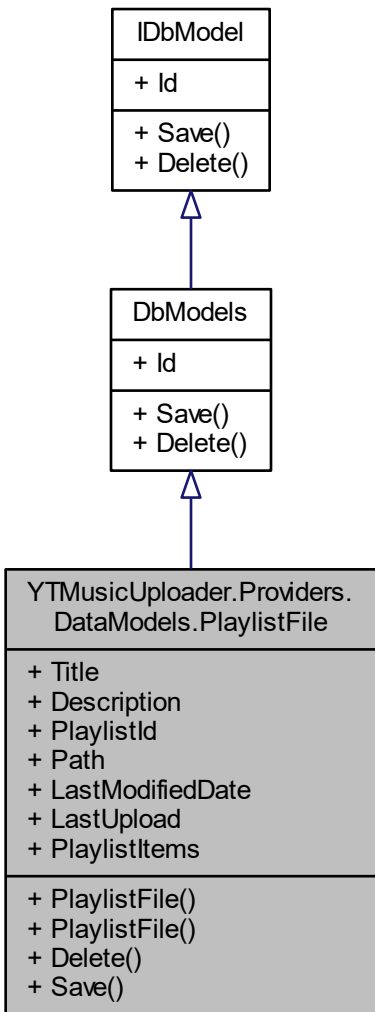 IDbModel
+ Id
+ Save()
+ Delete()
DbModels
+ Id
+ Save()
+ Delete()
YTMusicUploader.Providers.
DataModels.PlaylistFile
+ Title
+ Description
+ PlaylistId
+ Path
+ LastModifiedDate
+ LastUpload
+ PlaylistItems
+ PlaylistFile()
+ PlaylistFile()
+ Delete()
+ Save()